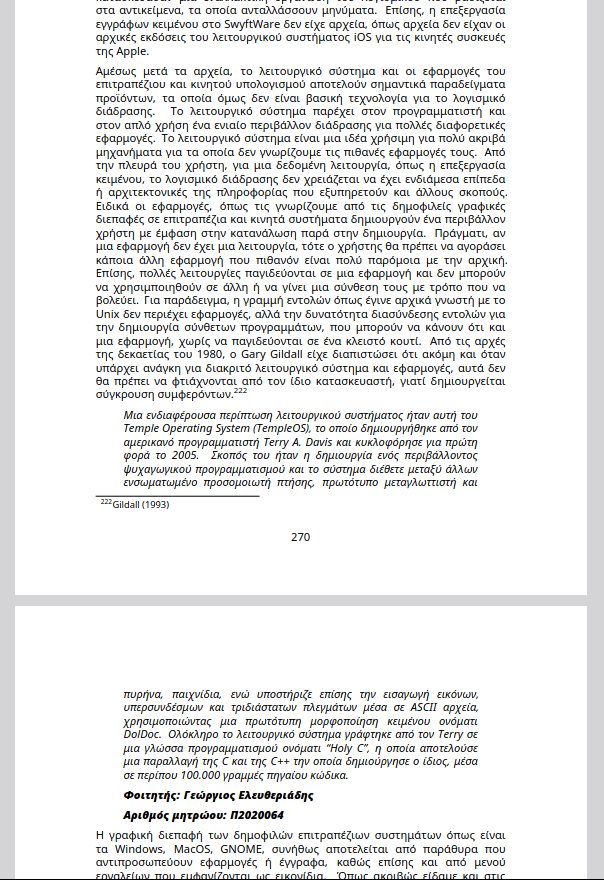 στα αντικείμενα, τα οποία ανταλλάσουν μηνύματα. Επίσης, η επεξεργασία
εγγράφων κειμένου στο SwyftWare δεν είχε αρχεία, όπως αρχεία δεν είχαν οι
αρχικές εκδόσεις του λειτουργικού συστήματος iOS για τις κινητές συσκευές
της Apple.
Αμέσως μετά τα αρχεία, το λειτουργικό σύστημα και οι εφαρμογές του
επιτραπέζιου και κινητού υπολογισμού αποτελούν σημαντικά παραδείγματα
προϊόντων, τα οποία όμως δεν είναι βασική τεχνολογία για το λογισμικό
διάδρασης. Το λειτουργικό σύστημα παρέχει στον προγραμματιστή και
στον απλό χρήση ένα ενιαίο περιβάλλον διάδρασης για πολλές διαφορετικές
εφαρμογές. Το λειτουργικό σύστημα είναι μια ιδέα χρήσιμη για πολύ ακριβά
μηχανήματα για τα οποία δεν γνωρίζουμε τις πιθανές εφαρμογές τους. Από
την πλευρά του χρήστη, για μια δεδομένη λειτουργία, όπως η επεξεργασία
κειμένου, το λογισμικό διάδρασης δεν χρειάζεται να έχει ενδιάμεσα επίπεδα
ή αρχιτεκτονικές της πληροφορίας που εξυπηρετούν και άλλους σκοπούς.
Ειδικά οι εφαρμογές, όπως τις γνωρίζουμε από τις δημοφιλείς γραφικές
διεπαφές σε επιτραπέζια και κινητά συστήματα δημιουργούν ένα περιβάλλον
χρήστη με έμφαση στην κατανάλωση παρά στην δημιουργία. Πράγματι, αν
μια εφαρμογή δεν έχει μια λειτουργία, τότε ο χρήστης θα πρέπει να αγοράσει
κάποια άλλη εφαρμογή που πιθανόν είναι πολύ παρόμοια με την αρχική.
Επίσης, πολλές λειτουργίες παγιδεύονται σε μια εφαρμογή και δεν μπορούν
να χρησιμοποιηθούν σε άλλη ή να γίνει μια σύνθεση τους με τρόπο που να
βολεύει. Για παράδειγμα, η γραμμή εντολών όπως έγινε αρχικά γνωστή με το
Unix δεν περιέχει εφαρμογές, αλλά την δυνατότητα διασύνδεσης εντολών για
την δημιουργία σύνθετων προγραμμάτων, που μπορούν να κάνουν ότι και
μια εφαρμογή, χωρίς να παγιδεύονται σε ένα κλειστό κουτί. Από τις αρχές
της δεκαετίας του 1980, ο Gary Gildall είχε διαπιστώσει ότι ακόμη και όταν
υπάρχει ανάγκη για διακριτό λειτουργικό σύστημα και εφαρμογές, αυτά δεν
θα πρέπει να φτιάχνονται από τον ίδιο κατασκευαστή, γιατί δημιουργείται
σύγκρουση συμφερόντων.222
Μια ενδιαφέρουσα περίπτωση λειτουργικού συστήματος ήταν αυτή του
Temple Operating System (TempleOS), το οποίο δημιουργήθηκε από τον
αμερικανό προγραμματιστή Terry A. Davis και κυκλοφόρησε για πρώτη
φορά το 2005. Σκοπός του ήταν η δημιουργία ενός περιβάλλοντος
ψυχαγωγικού προγραμματισμού και το σύστημα διέθετε μεταξύ άλλων
ενσωματωμένο προσομοιωτή πτήσης, πρωτότυπο μεταγλωττιστή και
222Gildall (1993)
270
πυρήνα, παιχνίδια, ενώ υποστήριζε επίσης την εισαγωγή εικόνων,
υπερσυνδέσμων και τριδιάστατων πλεγμάτων μέσα σε ASCII αρχεία,
χρησιμοποιώντας μια πρωτότυπη μορφοποίηση κειμένου ονόματι
DolDoc. Ολόκληρο το λειτουργικό σύστημα γράφτηκε από τον Terry σε
μια γλώσσα προγραμματισμού ονόματι “Holy C”, η οποία αποτελούσε
μια παραλλαγή της C και της C++ την οποία δημιούργησε ο ίδιος, μέσα
σε περίπου 100.000 γραμμές πηγαίου κώδικα.
Φοιτητής: Γεώργιος Ελευθεριάδης
Αριθμός μητρώου: Π2020064
Η γραφική διεπαφή των δημοφιλών επιτραπέζιων συστημάτων όπως είναι
τα Windows, MacOS, GNOME, συνήθως αποτελείται από παράθυρα που
αντιπροσωπεύουν εφαρμογές ή έγγραφα, καθώς επίσης και από μενού
εργαλείων που εμφανίζονται ως εικονίδια. Όπως ακριβώς είδαμε και στις